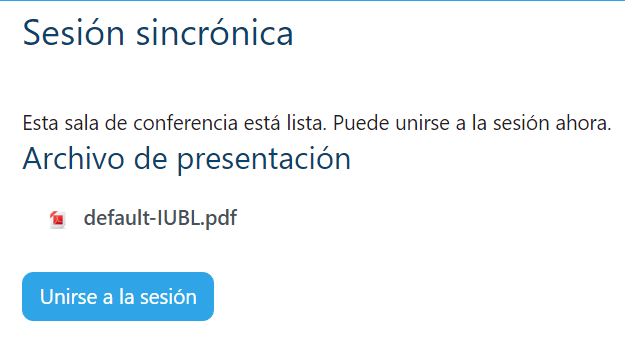 Sesión sincrónica
Esta sala de conferencia está lista. Puede unirse a la sesión ahora.
Archivo de presentación
default-IUBL.pdf
Unirse a la sesión